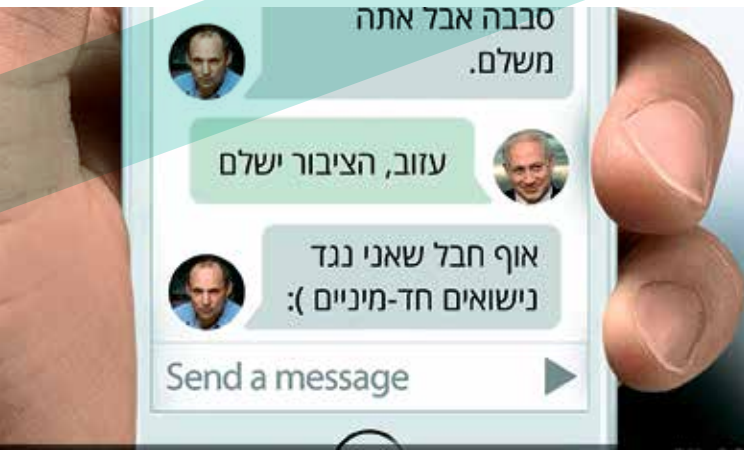 סבבה אבל אתה
משלם.
עזוב, הציבור ישלם
אוף חבל שאני נגד
נישואים חד-מיניים ):
Send a message